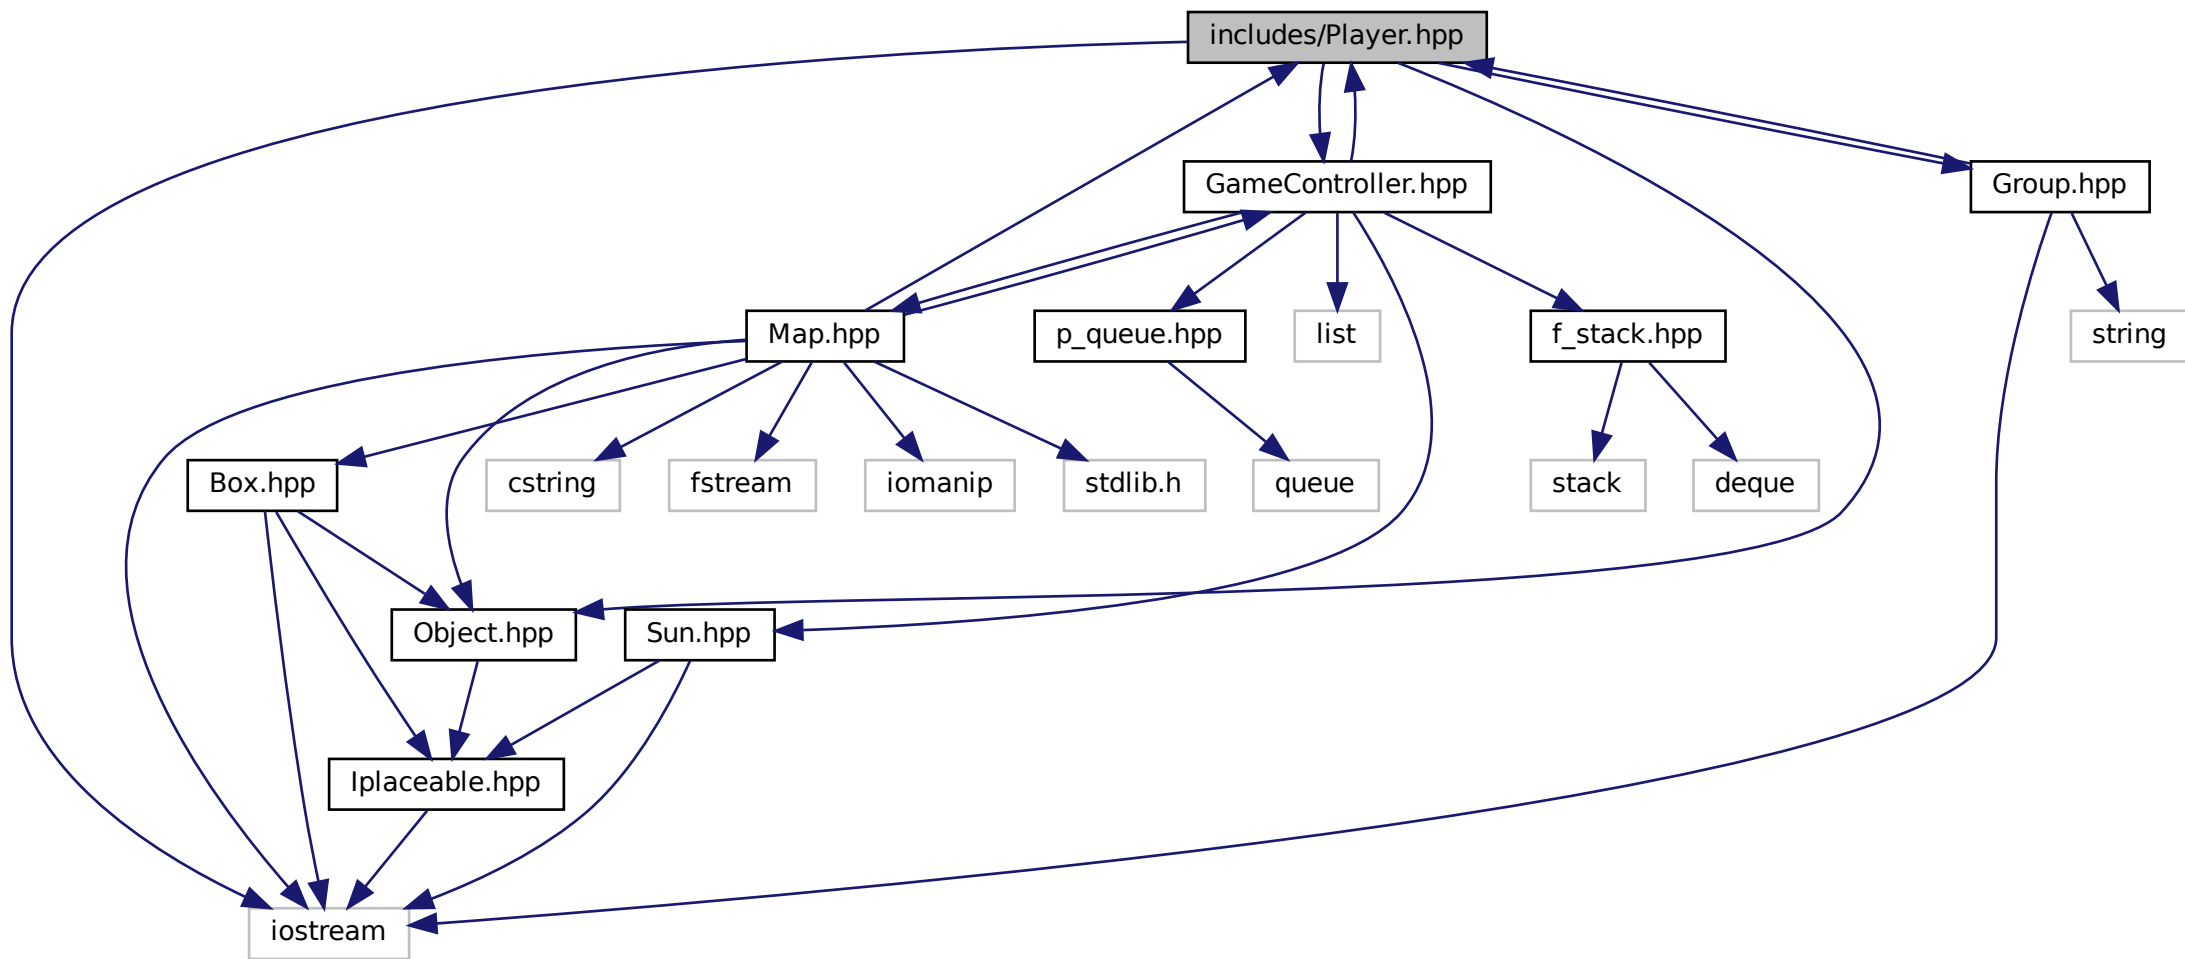 includes/Player.hpp
GameController.hpp
Group.hpp
Map.hpp
p_queue.hpp
list
f_stack.hpp
string
Box.hpp
cstring
fstream
iomanip
stdlib.h
queue
stack
deque
Object.hpp
Sun.hpp
Iplaceable.hpp
iostream